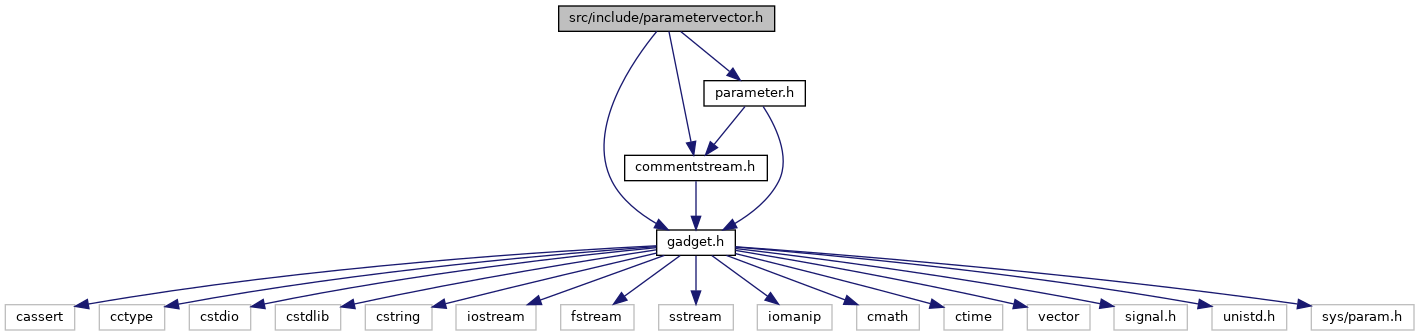 src/include/parametervector.h
parameter.h
commentstream.h
gadget.h
cassert
cctype
cstdio
cstdlib
cstring
iostream
fstream
sstream
iomanip
cmath
ctime
vector
signal.h
unistd.h
sys/param.h